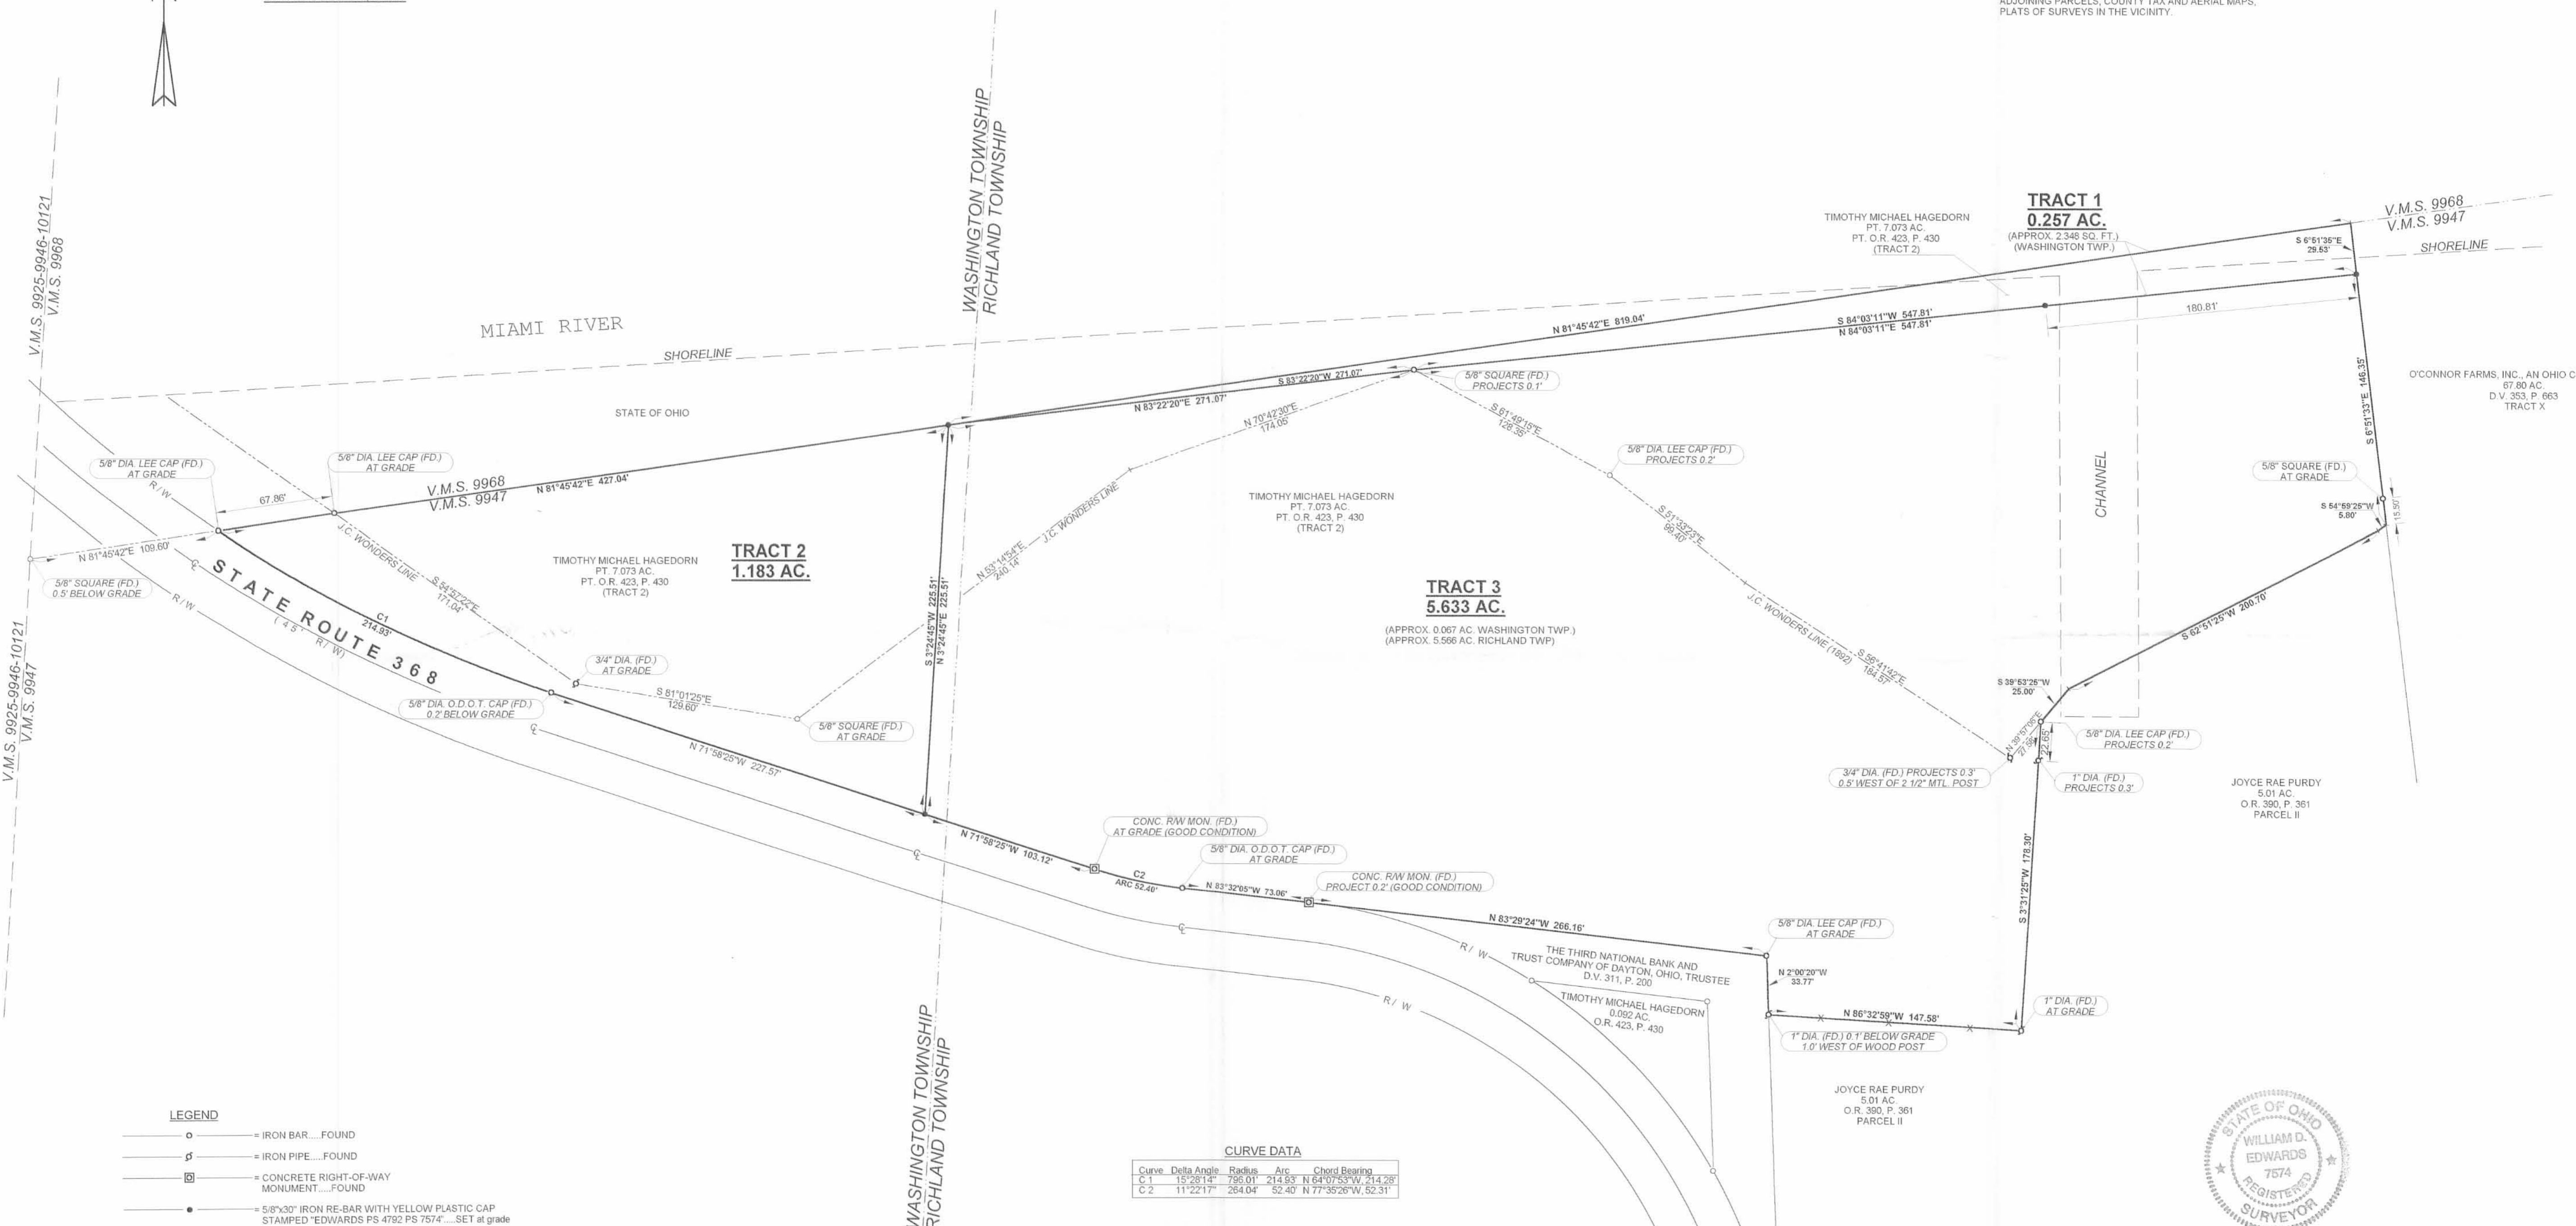 ADJOINING PARCELS, COUNTY TAX AND AERIAL MAPS,
PLATS OF SURVEYS IN THE VICINITY.
V.M.S. 9925-9946-10121
V.M.S. 9968
WASHINGTON TOWNSHIP
RICHLAND TOWNSHIP
MIAMI RIVER
SHORELINE
STATE OF OHIO
TIMOTHY MICHAEL HAGEDORN
PT. 7.073 AC.
PT. O.R. 423, P. 430
(TRACT 2)
TRACT 1
0.257 AC.
(APPROX. 2,348 SQ. FT.)
(WASHINGTON TWP.)
V.M.S. 9968
V.M.S. 9947
SHORELINE
S 6°51'35"E
29.53'
180.81'
N 81°45'42"E 819.04'
S 84°03'11"W 547.81'
N 84°03'11"E 547.81'
S 83°22'20"W 271.07'
N 83°22'20"E 271.07'
5/8" SQUARE (FD.)
PROJECTS 0.1'
S 6°51'33"E 146.35'
O'CONNOR FARMS, INC., AN OHIO C
67.80 AC.
D.V. 353, P. 663
TRACT X
5/8" SQUARE (FD.)
AT GRADE
S 54°59'25"W
5.80'
15.50'
CHANNEL
5/8" DIA. LEE CAP (FD.)
AT GRADE
5/8" DIA. LEE CAP (FD.)
AT GRADE
67.86'
R/W
V.M.S. 9968
V.M.S. 9947
N 81°45'42"E 427.04'
N 81°45'42"E 109.60'
5/8" SQUARE (FD.)
0.5' BELOW GRADE
J.C. WONDERS LINE
S 54°57'22"E
171.04'
TIMOTHY MICHAEL HAGEDORN
PT. 7.073 AC.
PT. O.R. 423, P. 430
(TRACT 2)
TRACT 2
1.183 AC.
S 3°24'45"W 225.51'
N 3°24'45"E 225.51'
N 53°14'54"E
240.14'
J.C. WONDERS LINE
N 70°42'30"E
174.05'
TIMOTHY MICHAEL HAGEDORN
PT. 7.073 AC.
PT. O.R. 423, P. 430
(TRACT 2)
S 61°49'15"E
128.35'
5/8" DIA. LEE CAP (FD.)
PROJECTS 0.2'
S 51°33'23"E
99.40'
J.C. WONDERS LINE (1892)
S 56°41'42"E
184.57'
TRACT 3
5.633 AC.
(APPROX. 0.067 AC. WASHINGTON TWP.)
(APPROX. 5.566 AC. RICHLAND TWP)
S 62°51'25"W 200.70'
S 39°53'25"W
25.00'
N 39°57'06"E
22.65'
5/8" DIA. LEE CAP (FD.)
PROJECTS 0.2'
3/4" DIA. (FD.) PROJECTS 0.3'
0.5' WEST OF 2 1/2" MTL. POST
1" DIA. (FD.)
PROJECTS 0.3'
JOYCE RAE PURDY
5.01 AC.
O.R. 390, P. 361
PARCEL II
S 3°31'25"W 178.30'
V.M.S. 9925-9946-10121
V.M.S. 9947
R/W
STATE ROUTE 368
(45' R/W)
C1
214.93'
3/4" DIA. (FD.)
AT GRADE
S 81°01'25"E
129.60'
5/8" SQUARE (FD.)
AT GRADE
5/8" DIA. O.D.O.T. CAP (FD.)
0.2' BELOW GRADE
N 71°58'25"W 227.57'
N 71°58'25"W 103.12'
CONC. R/W MON. (FD.)
AT GRADE (GOOD CONDITION)
C2
ARC 52.40'
5/8" DIA. O.D.O.T. CAP (FD.)
AT GRADE
N 83°32'05"W 73.06'
CONC. R/W MON. (FD.)
PROJECT 0.2' (GOOD CONDITION)
N 83°29'24"W 266.16'
R/W
R/W
THE THIRD NATIONAL BANK AND
TRUST COMPANY OF DAYTON, OHIO, TRUSTEE
D.V. 311, P. 200
TIMOTHY MICHAEL HAGEDORN
0.092 AC.
O.R. 423, P. 430
5/8" DIA. LEE CAP (FD.)
AT GRADE
N 2°00'20"W
33.77'
N 86°32'59"W 147.58'
1" DIA. (FD.) 0.1' BELOW GRADE
1.0' WEST OF WOOD POST
1" DIA. (FD.)
AT GRADE
JOYCE RAE PURDY
5.01 AC.
O.R. 390, P. 361
PARCEL II
WASHINGTON TOWNSHIP
RICHLAND TOWNSHIP
LEGEND
= IRON BAR.....FOUND
= IRON PIPE.....FOUND
= CONCRETE RIGHT-OF-WAY
MONUMENT.....FOUND
= 5/8"x30" IRON RE-BAR WITH YELLOW PLASTIC CAP
STAMPED "EDWARDS PS 4792 PS 7574".....SET at grade
CURVE DATA
Curve Delta Angle Radius Arc Chord Bearing
C 1 15°28'14" 796.01' 214.93' N 64°07'53"W, 214.28'
C 2 11°22'17" 264.04' 52.40' N 77°35'26"W, 52.31'
STATE OF OHIO
WILLIAM D.
EDWARDS
7574
REGISTERED
SURVEYOR